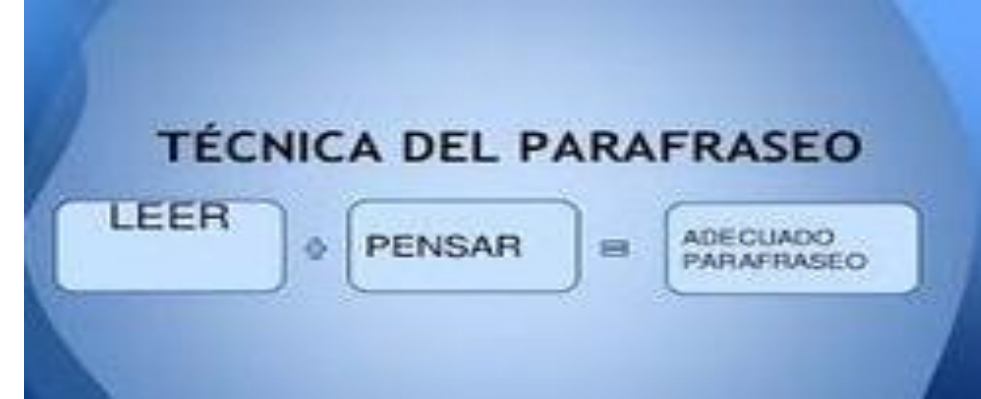 TÉCNICA DEL PARAFRASEO
LEER
PENSAR
ADECUADO
PARAFRASEO